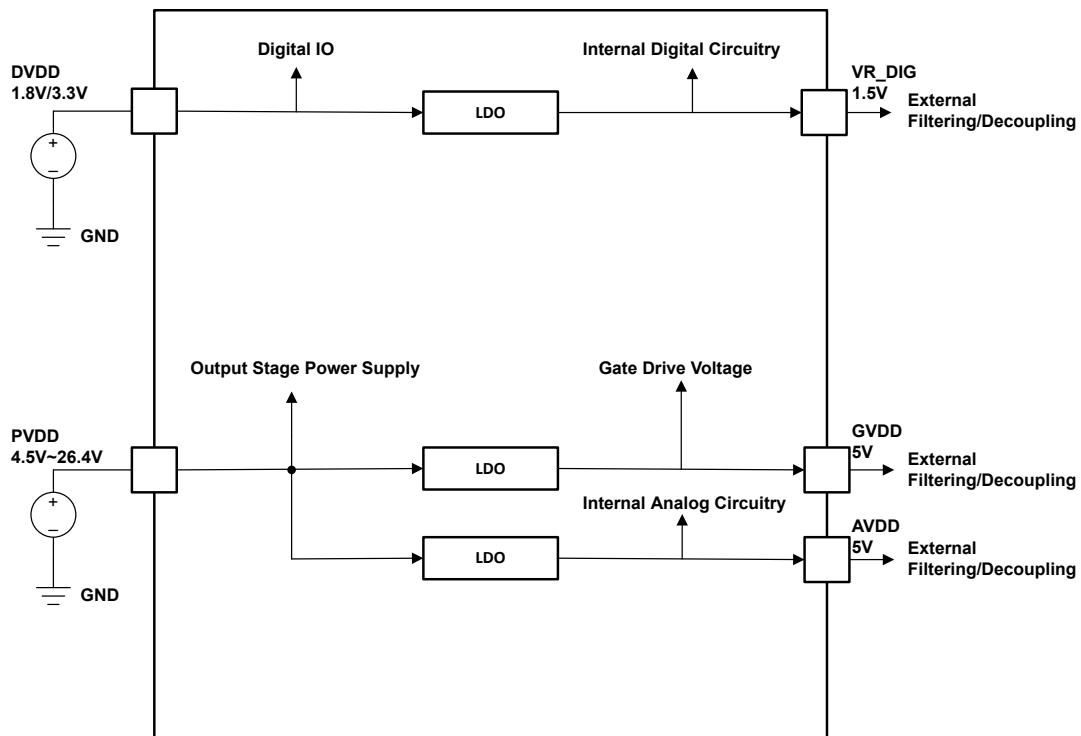 Digital IO
Internal Digital Circuitry
DVDD
1.8V/3.3V
VR_DIG
1.5V
External
Filtering/Decoupling
LDO
+
−
GND
Output Stage Power Supply
Gate Drive Voltage
PVDD
4.5V~26.4V
GVDD
5V
External
Filtering/Decoupling
LDO
+
−
Internal Analog Circuitry
AVDD
5V
External
Filtering/Decoupling
LDO
GND